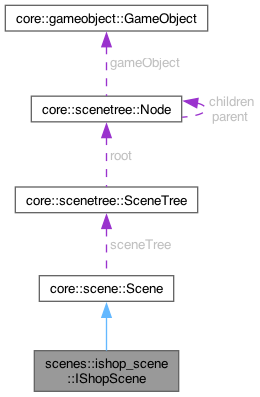 core::gameobject::GameObject
gameObject
core::scenetree::Node
children
parent
root
core::scenetree::SceneTree
sceneTree
core::scene::Scene
scenes::ishop_scene
::IShopScene